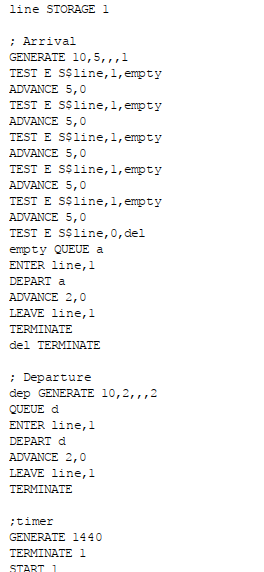 line STORAGE 1
; Arrival
GENERATE 10,5,,,1
TEST E S$line,1,empty
ADVANCE 5,0
TEST E S$line,1,empty
ADVANCE 5,0
TEST E S$line,1,empty
ADVANCE 5,0
TEST E S$line,1,empty
ADVANCE 5,0
TEST E S$line,1,empty
ADVANCE 5,0
TEST E S$line,0,del
empty QUEUE a
ENTER line,1
DEPART a
ADVANCE 2,0
LEAVE line,1
TERMINATE
del TERMINATE
; Departure
dep GENERATE 10,2,,,2
QUEUE d
ENTER line,1
DEPART d
ADVANCE 2,0
LEAVE line,1
TERMINATE
;timer
GENERATE 1440
TERMINATE 1
START 1